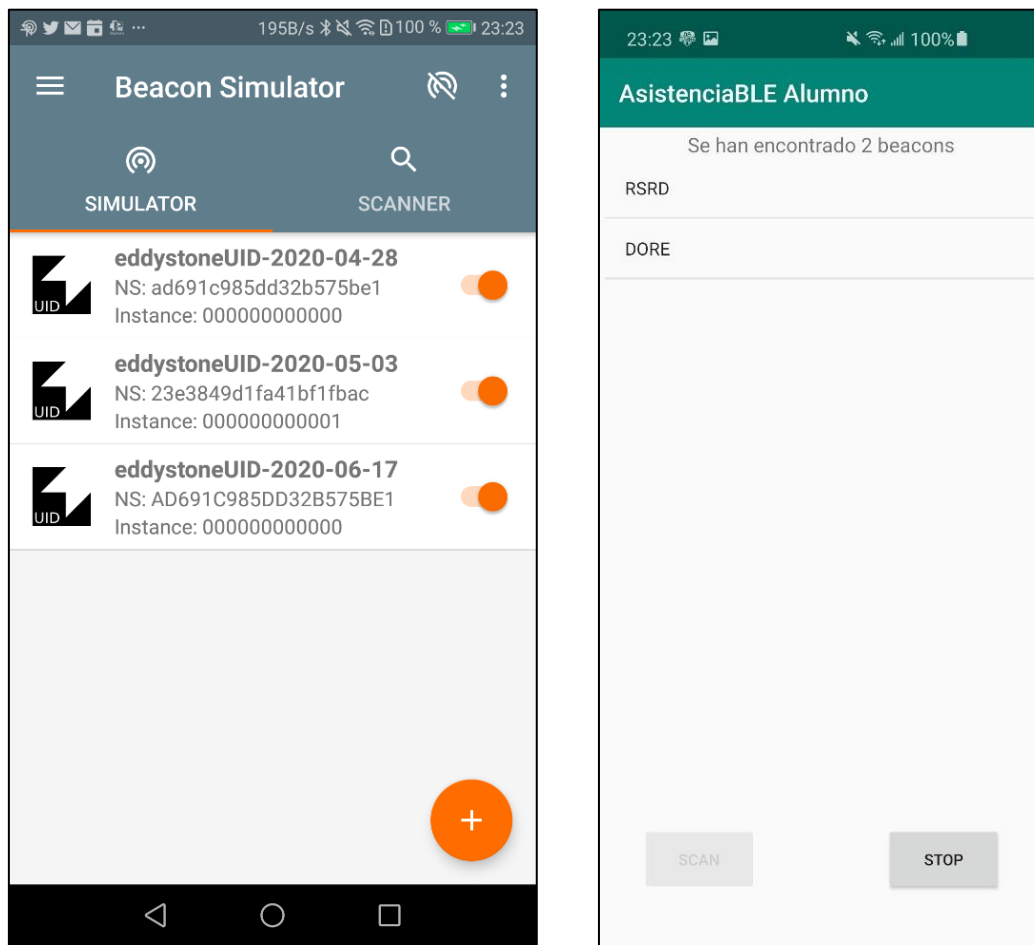 195B/s 100 % 23:23
Beacon Simulator
SIMULATOR SCANNER
eddystoneUID-2020-04-28
UID NS: ad691c985dd32b575be1
Instance: 000000000000
eddystoneUID-2020-05-03
UID NS: 23e3849d1fa41bf1fbac
Instance: 000000000001
eddystoneUID-2020-06-17
UID NS: AD691C985DD32B575BE1
Instance: 000000000000
+
23:23 100%
AsistenciaBLE Alumno
Se han encontrado 2 beacons
RSRD
DORE
SCAN STOP